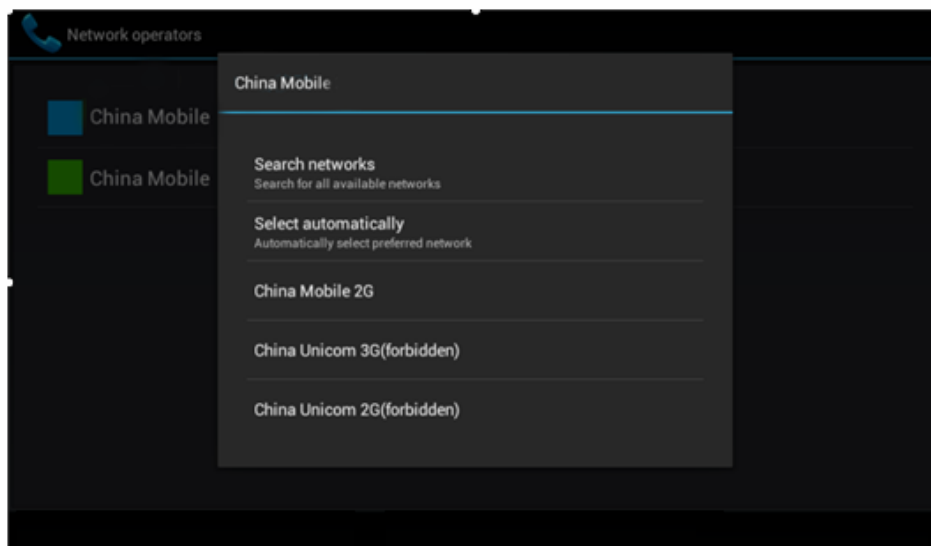 Network operators
China Mobile
China Mobile
China Mobile
Search networks
Search for all available networks
Select automatically
Automatically select preferred network
China Mobile 2G
China Unicom 3G(forbidden)
China Unicom 2G(forbidden)